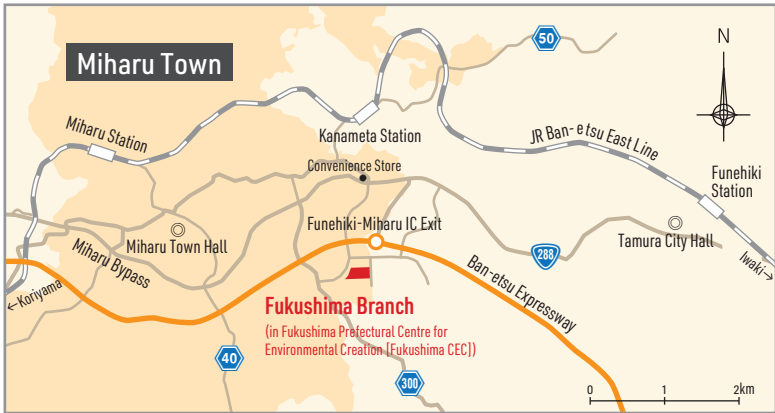 Miharu Town
50
N
Miharu Station
Kanameta Station
JR Ban-etsu East Line
Convenience Store
Funehiki
Station
Funehiki-Miharu IC Exit
Miharu Town Hall
Miharu Bypass
288
Tamura City Hall
Iwaki→
←Koriyama
Ban-etsu Expressway
Fukushima Branch
(in Fukushima Prefectural Centre for
Environmental Creation [Fukushima CEC])
40
300
0 1 2km